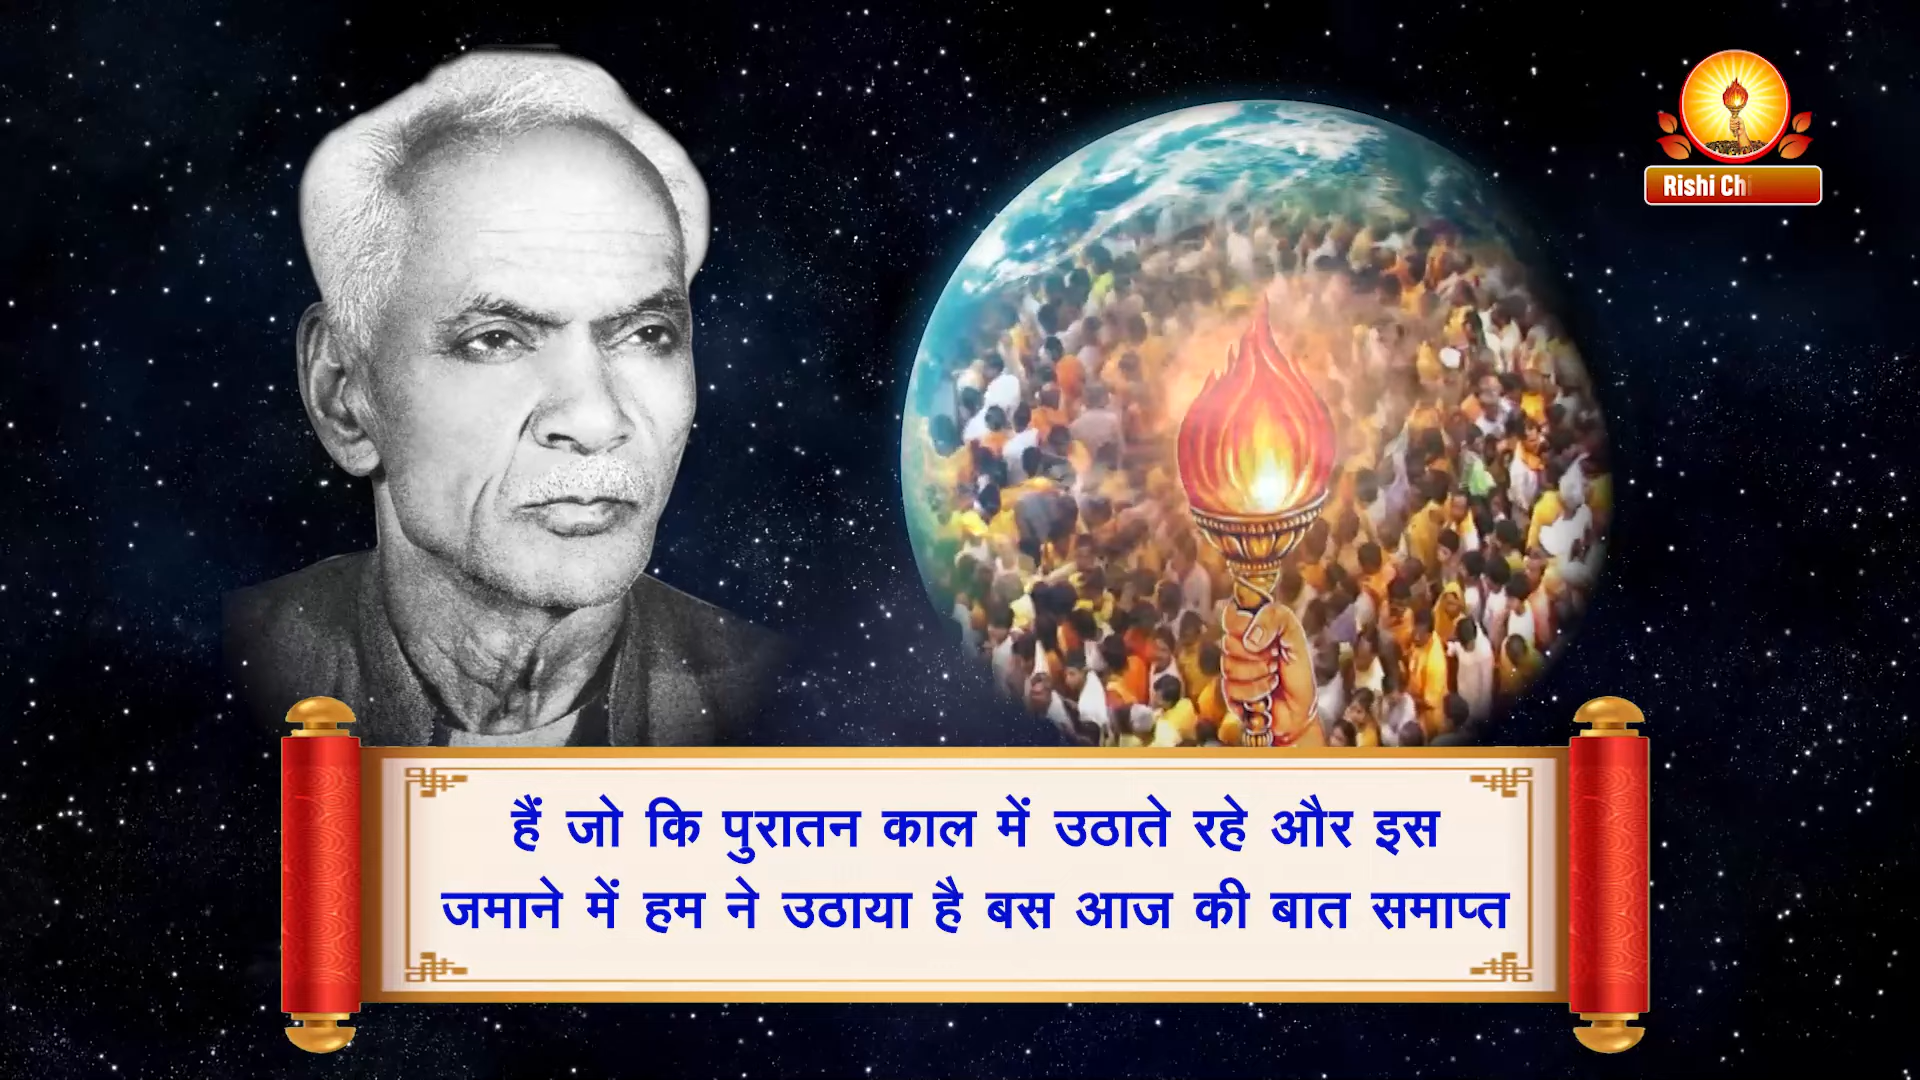 Rishi Ch
हैं जो कि पुरातन काल में उठाते रहे और इस
जमाने में हम ने उठाया है बस आज की बात समाप्त